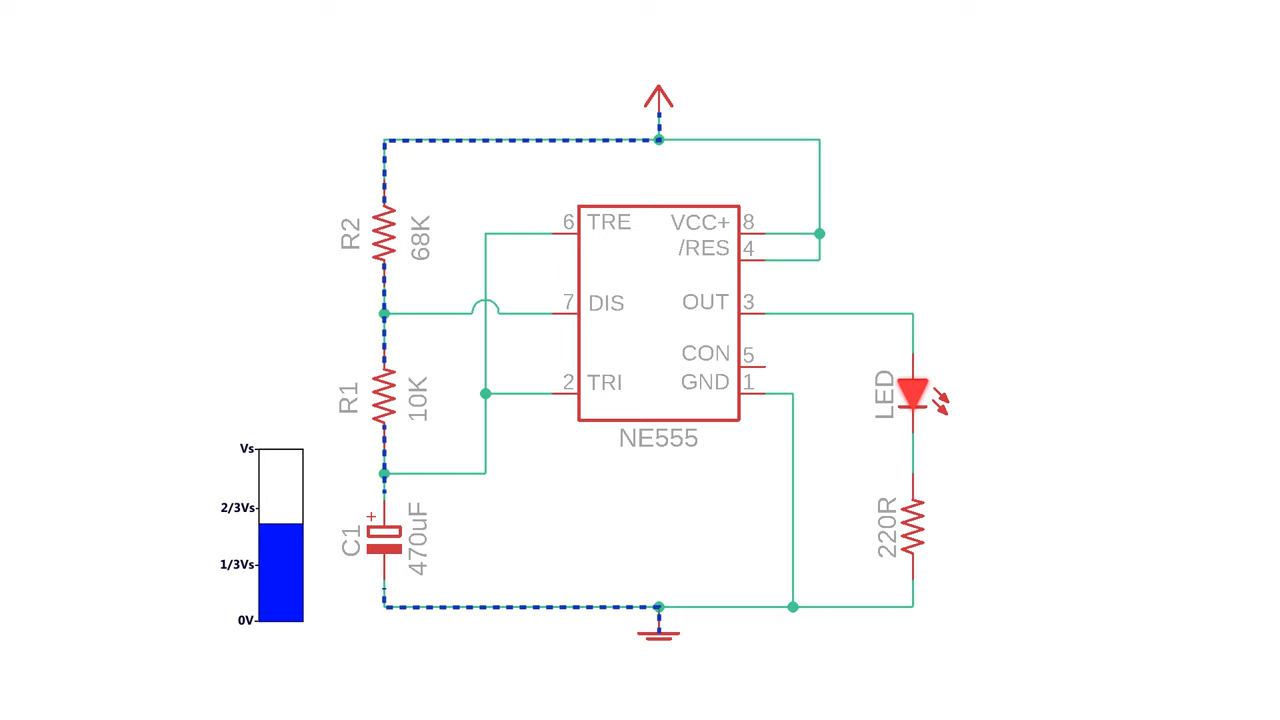 R2
68K
R1
10K
C1
+
470uF
Vs
2/3Vs
1/3Vs
0V
6 TRE
7 DIS
2 TRI
VCC+ 8
/RES 4
OUT 3
CON 5
GND 1
NE555
LED
220R